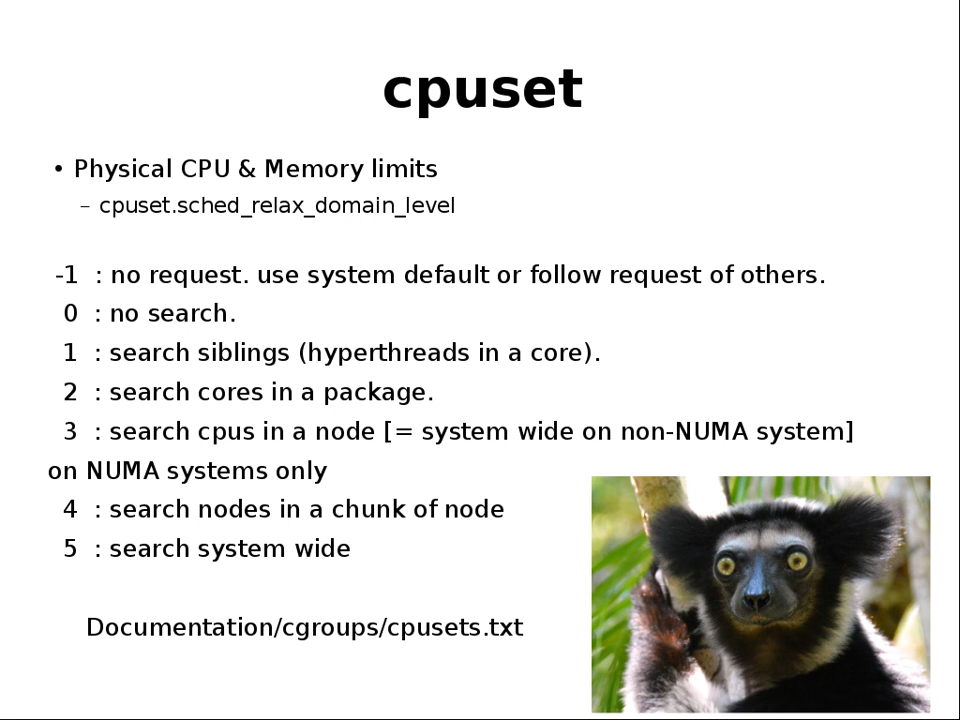 cpuset
• Physical CPU & Memory limits
– cpuset.sched_relax_domain_level
-1 : no request. use system default or follow request of others.
0 : no search.
1 : search siblings (hyperthreads in a core).
2 : search cores in a package.
3 : search cpus in a node [= system wide on non-NUMA system]
on NUMA systems only
4 : search nodes in a chunk of node
5 : search system wide
Documentation/cgroups/cpusets.txt